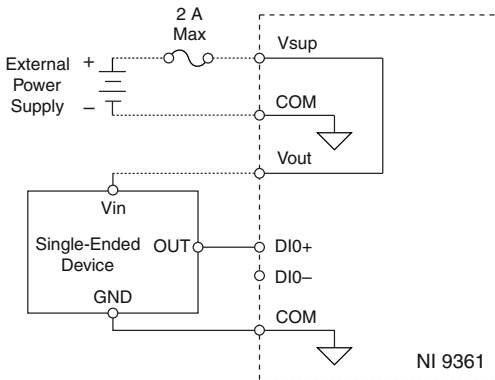 2 A
Max
Vsup
External
Power
Supply
+
–
COM
Vout
Vin
Single-Ended
Device
OUT
DI0+
DI0–
GND
COM
NI 9361